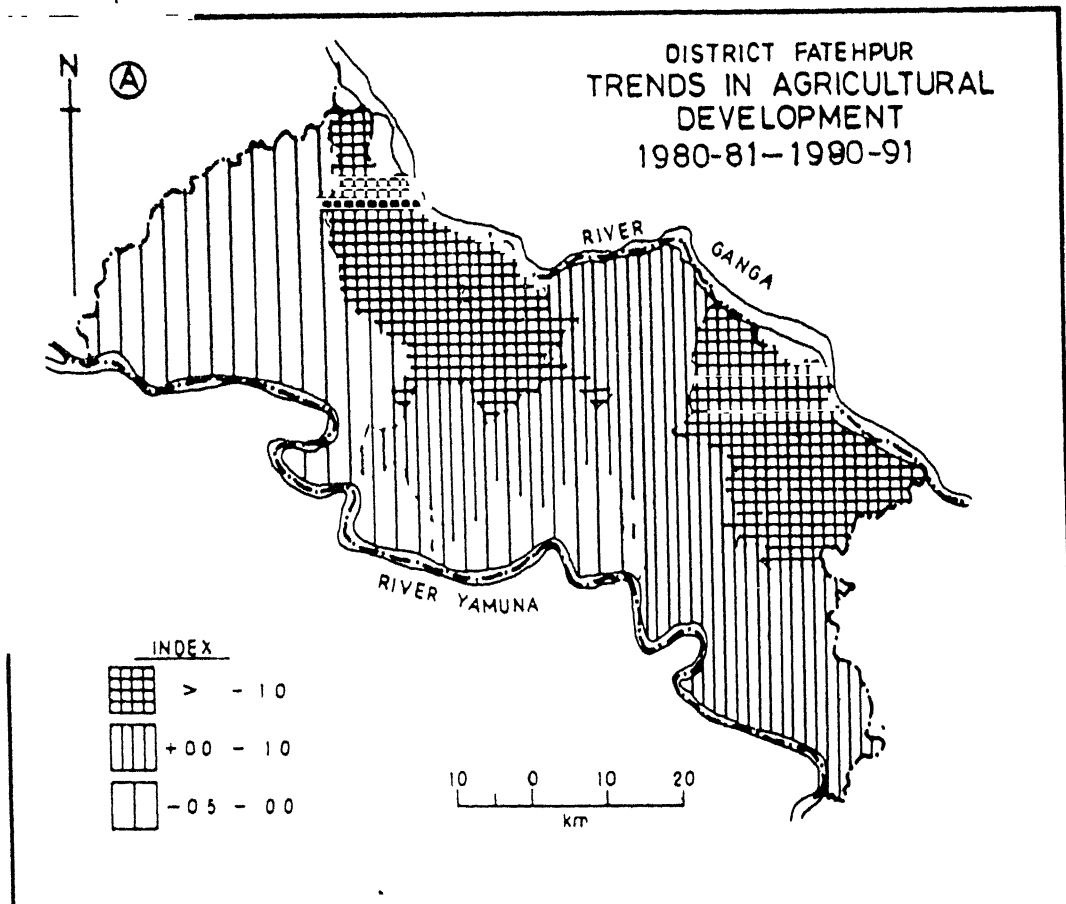 N
A
DISTRICT FATEHPUR
TRENDS IN AGRICULTURAL
DEVELOPMENT
1980-81—1990-91
RIVER GANGA
RIVER YAMUNA
INDEX
> - 10
+00 - 10
-05 - 00
10 0 10 20
km